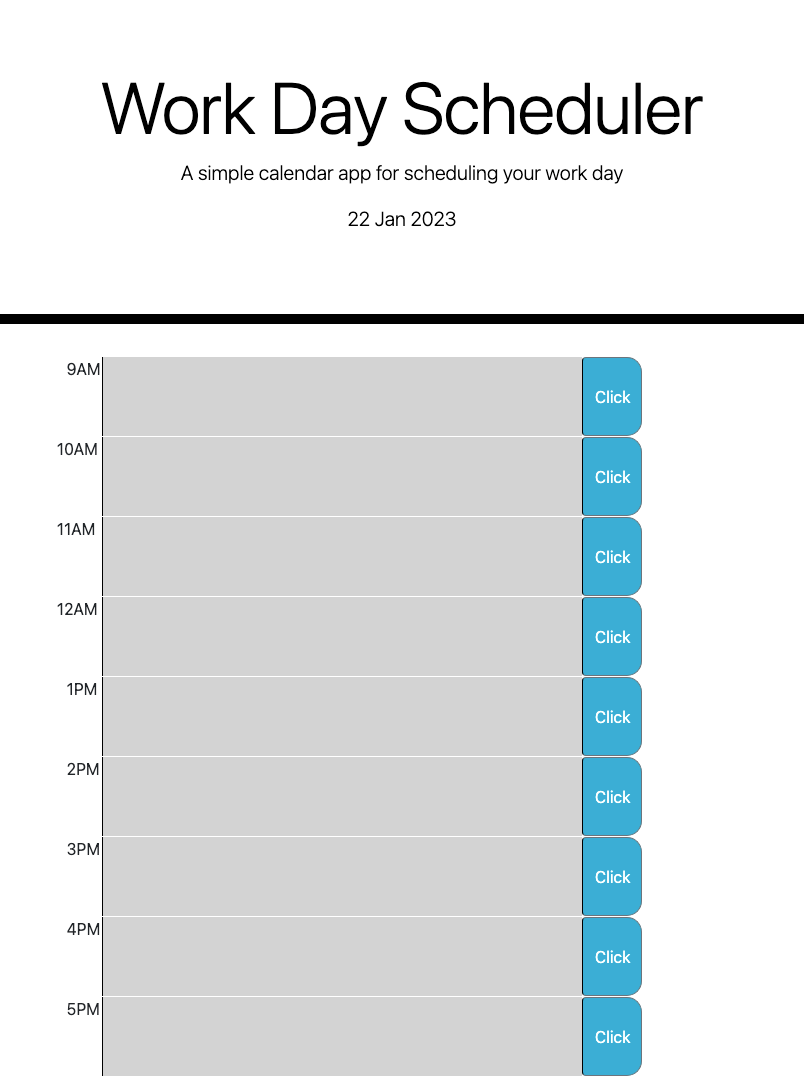 Work Day Scheduler
A simple calendar app for scheduling your work day
22 Jan 2023
9AM
Click
10AM
Click
11AM
Click
12AM
Click
1PM
Click
2PM
Click
3PM
Click
4PM
Click
5PM
Click